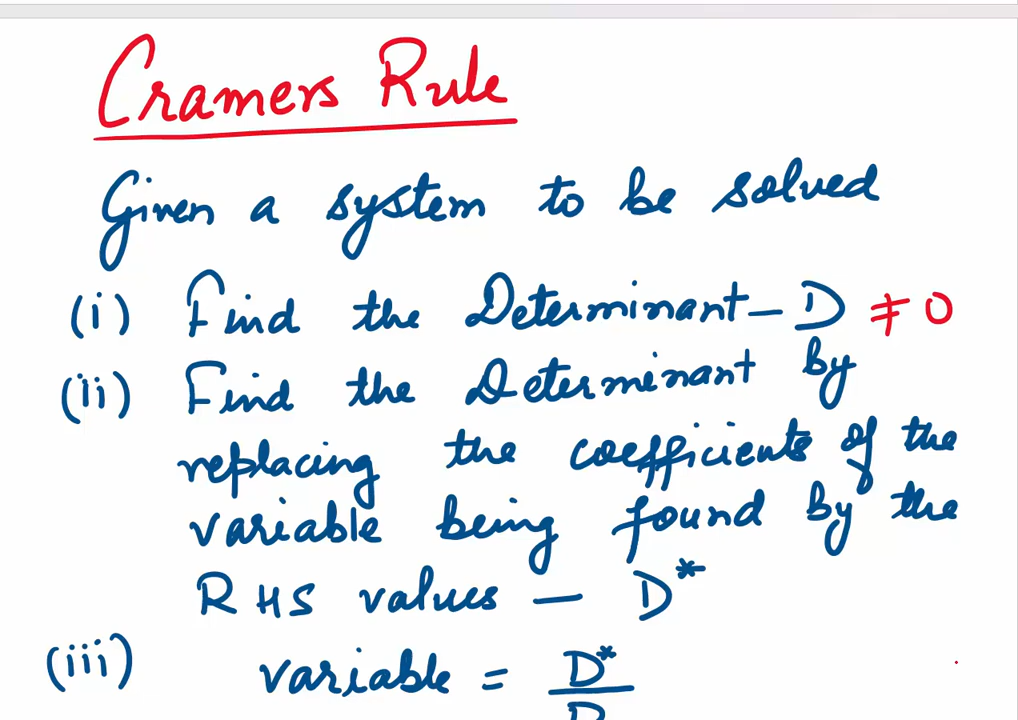 Cramers Rule
Given a system to be solved
(i) Find the Determinant - D ≠ 0
(ii) Find the Determinant by
replacing the coefficients of the
variable being found by the
RHS values - D*
(iii) variable = D*/D